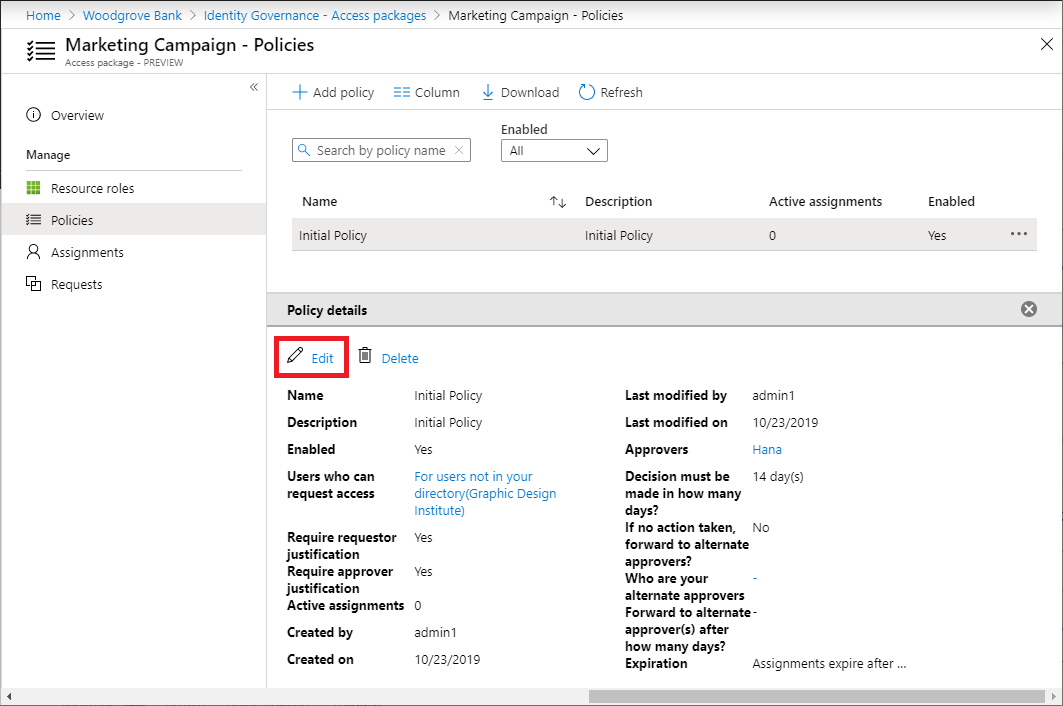 Home > Woodgrove Bank > Identity Governance - Access packages > Marketing Campaign - Policies
Marketing Campaign - Policies
Access package - PREVIEW
«
Overview
Manage
Resource roles
Policies
Assignments
Requests
Add policy Column Download Refresh
Enabled
Search by policy name
All
Name Description Active assignments Enabled
Initial Policy Initial Policy 0 Yes ...
Policy details
Edit Delete
Name Initial Policy
Description Initial Policy
Enabled Yes
Users who can For users not in your
request access directory(Graphic Design
Institute)
Require requestor Yes
justification
Require approver Yes
justification
Active assignments 0
Created by admin1
Created on 10/23/2019
Last modified by admin1
Last modified on 10/23/2019
Approvers Hana
Decision must be 14 day(s)
made in how many
days?
If no action taken, No
forward to alternate
approvers?
Who are your -
alternate approvers
Forward to alternate -
approver(s) after
how many days?
Expiration Assignments expire after ...